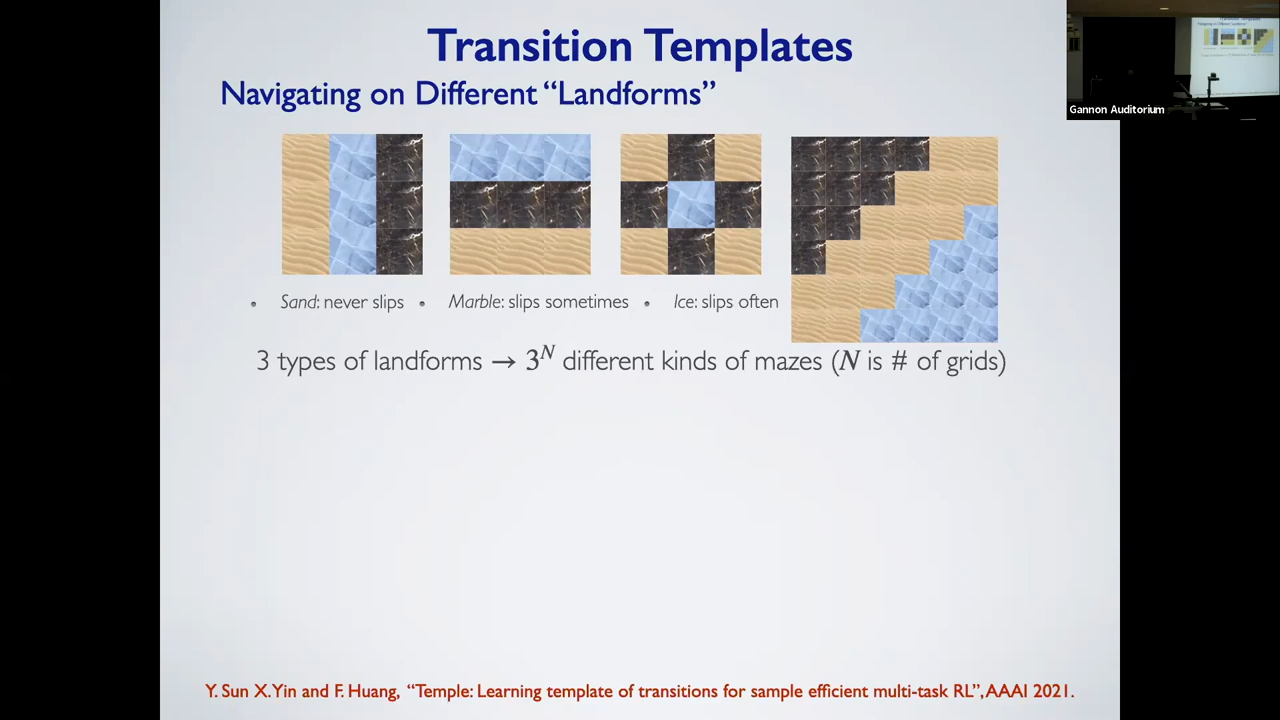 Transition Templates
Navigating on Different “Landforms”
Gannon Auditorium
• Sand: never slips • Marble: slips sometimes • Ice: slips often
3 types of landforms → 3^N different kinds of mazes (N is # of grids)
Y. Sun X. Yin and F. Huang, “Temple: Learning template of transitions for sample efficient multi-task RL”, AAAI 2021.